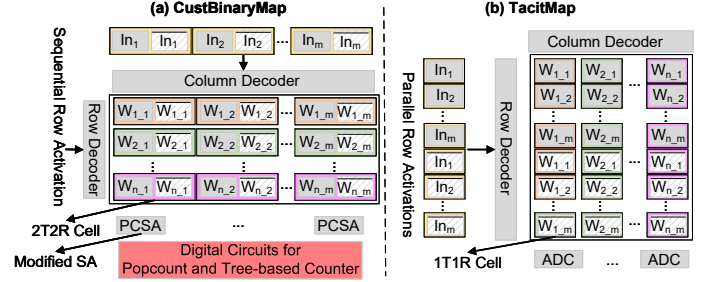 (a) CustBinaryMap
In1 In1 In2 In2 ... Inm Inm
Column Decoder
Sequential Row Activation
Row Decoder
W1_1 W1_1 W1_2 W1_2 ... W1_m W1_m
W2_1 W2_1 W2_2 W2_2 ... W2_m W2_m
Wn_1 Wn_1 Wn_2 Wn_2 ... Wn_m Wn_m
2T2R Cell
PCSA ... PCSA
Modified SA
Digital Circuits for
Popcount and Tree-based Counter
(b) TacitMap
Column Decoder
Parallel Row Activations
In1
In2
Inm
In1
In2
Inm
Row Decoder
W1_1 W2_1 ... Wn_1
W1_2 W2_2 Wn_2
W1_m W2_m Wn_m
W1_1 W2_1 ... Wn_1
W1_2 W2_2 Wn_2
W1_m W2_m Wn_m
1T1R Cell
ADC ... ADC